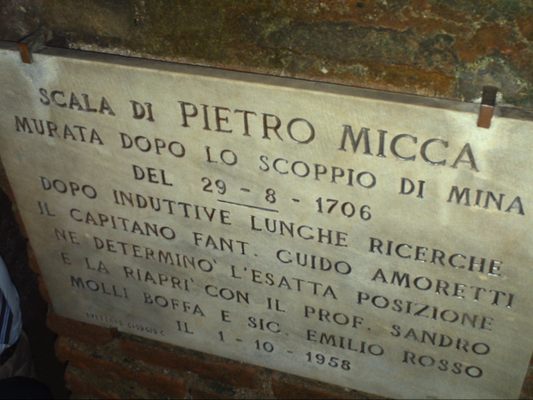 SCALA DI PIETRO MICCA
MURATA DOPO LO SCOPPIO DI MINA
DEL 29-8-1706
DOPO INDUTTIVE LUNGHE RICERCHE
IL CAPITANO FANT. GUIDO AMORETTI
NE DETERMINO' L'ESATTA POSIZIONE
E LA RIAPRI' CON IL PROF. SANDRO
MOLLI BOFFA E SIG. EMILIO ROSSO
IL 1-10-1958